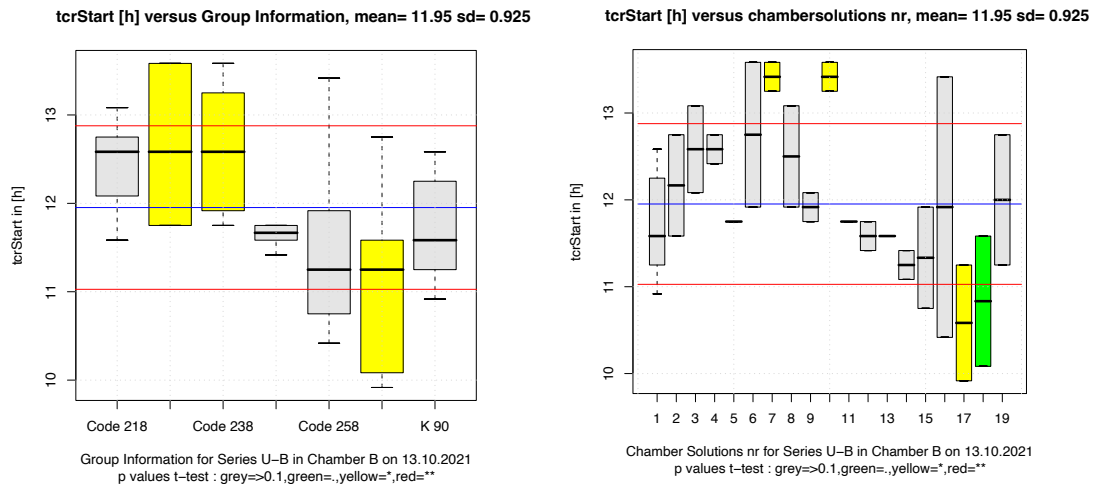 tcrStart [h] versus Group Information, mean= 11.95 sd= 0.925
tcrStart in [h]
13
12
11
10
Code 218 Code 238 Code 258 K 90
Group Information for Series U−B in Chamber B on 13.10.2021
p values t−test : grey=>0.1,green=.,yellow=*,red=**
tcrStart [h] versus chambersolutions nr, mean= 11.95 sd= 0.925
tcrStart in [h]
13
12
11
10
1 2 3 4 5 6 7 8 9 11 13 15 17 19
Chamber Solutions nr for Series U−B in Chamber B on 13.10.2021
p values t−test : grey=>0.1,green=.,yellow=*,red=**